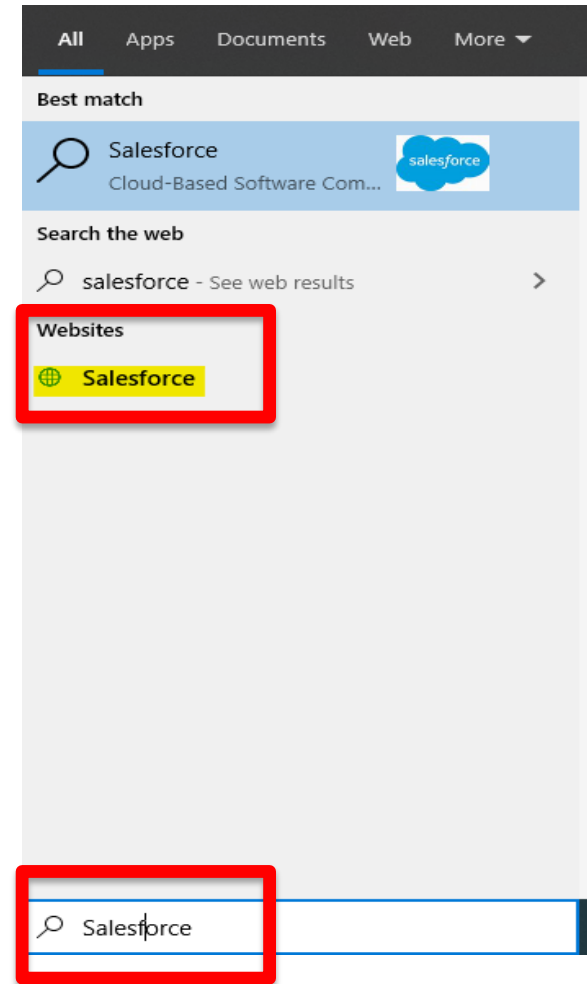 All Apps Documents Web More
Best match
Salesforce
Cloud-Based Software Com...
salesforce
Search the web
salesforce - See web results
Websites
Salesforce
Salesforce